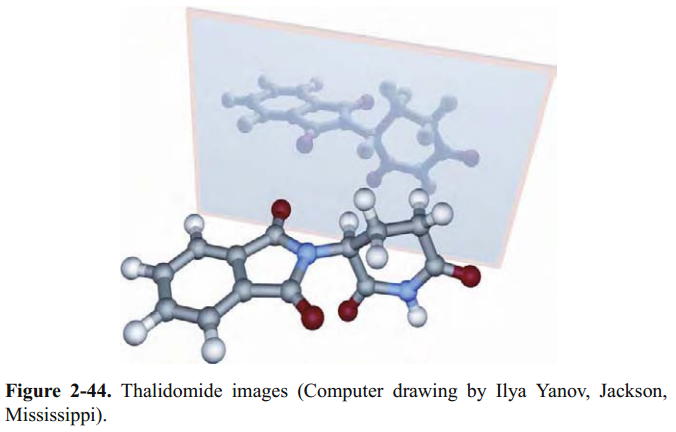 Figure 2-44. Thalidomide images (Computer drawing by Ilya Yanov, Jackson,
Mississippi).